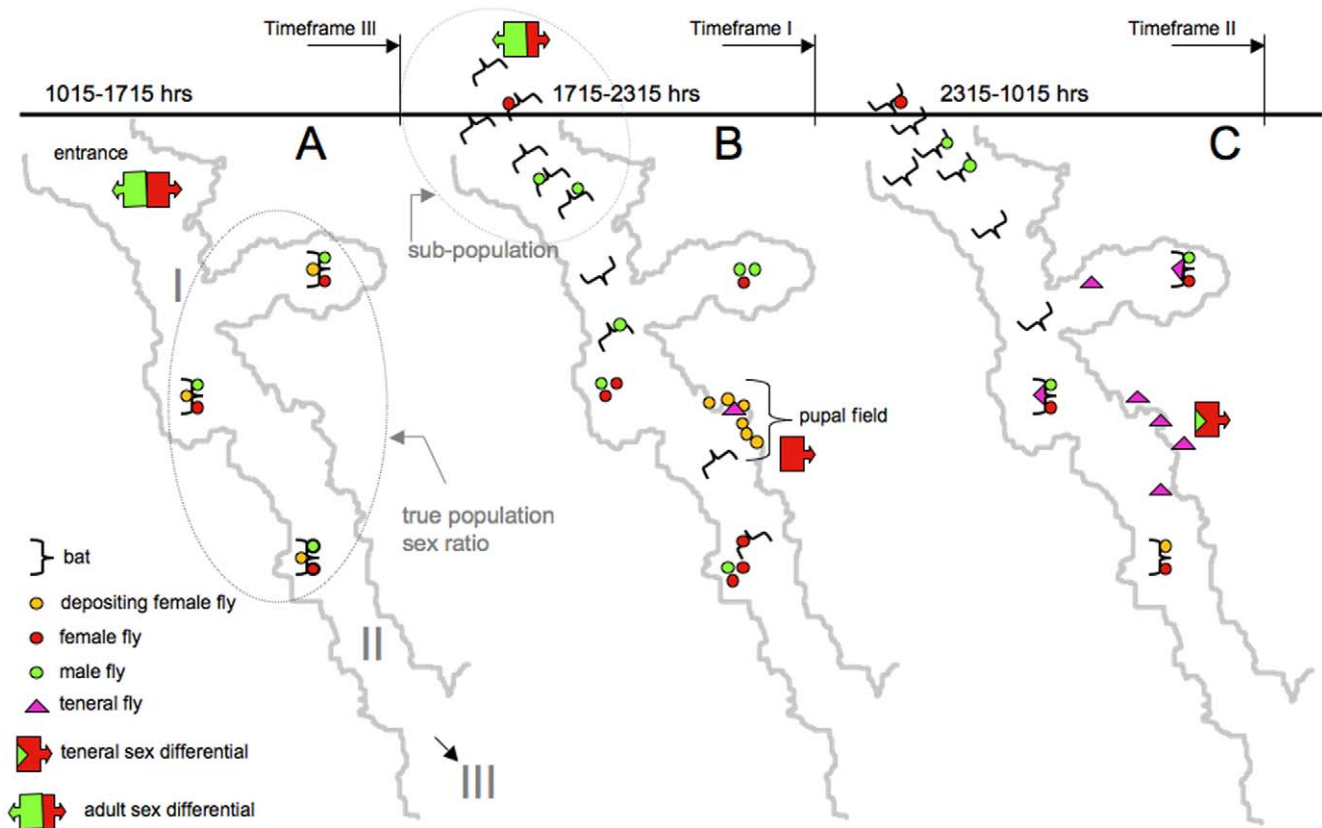 Timeframe III
Timeframe I
Timeframe II
1015-1715 hrs
1715-2315 hrs
2315-1015 hrs
A
B
C
entrance
sub-population
I
pupal field
true population
sex ratio
bat
depositing female fly
female fly
male fly
teneral fly
teneral sex differential
adult sex differential
II
III